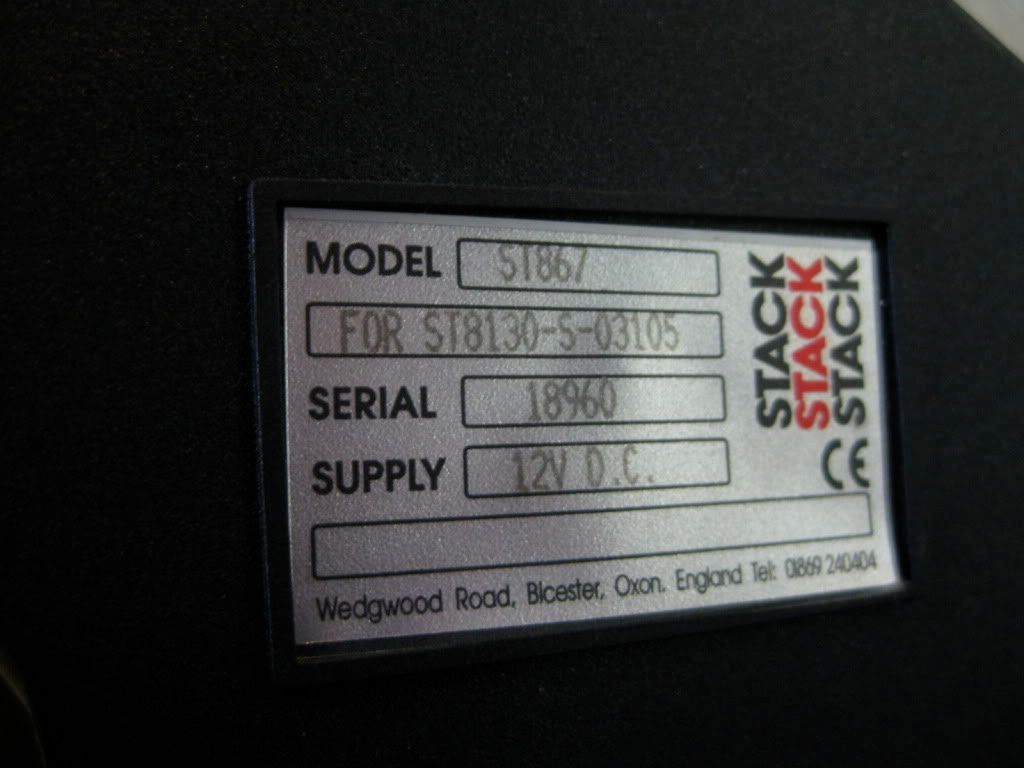 MODEL ST867
FOR ST8130-S-03105
SERIAL 18960
SUPPLY 12V D.C.
STACK
STACK
STACK
CE
Wedgwood Road, Bicester, Oxon. England Tel: 01869 240404